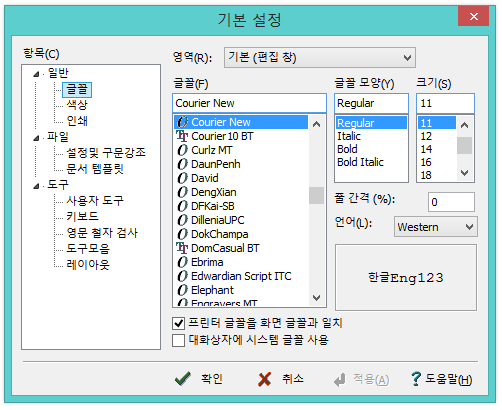 기본 설정
항목(C)
일반
글꼴
색상
인쇄
파일
설정및 구문강조
문서 템플릿
도구
사용자 도구
키보드
영문 철자 검사
도구모음
레이아웃
영역(R): 기본 (편집 창)
글꼴(F)
Courier New
Courier New
Courier10 BT
Curlz MT
DaunPenh
David
DengXian
DFKai-SB
DilleniaUPC
DokChampa
DomCasual BT
Ebrima
Edwardian Script ITC
Elephant
Engravers MT
글꼴 모양(Y)
Regular
Regular
Italic
Bold
Bold Italic
크기(S)
11
11
12
14
16
18
줄 간격 (%): 0
언어(L): Western
한글Eng123
프린터 글꼴을 화면 글꼴과 일치
대화상자에 시스템 글꼴 사용
확인 취소 적용(A) 도움말(H)